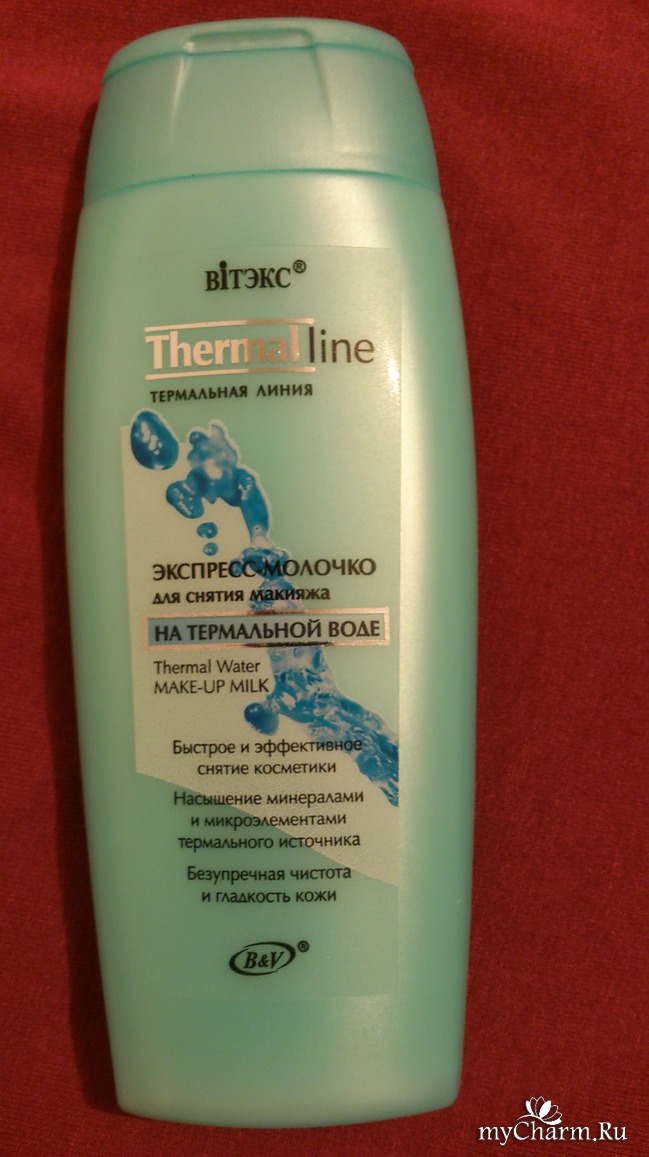 вiтэкс®
Thermal line
ТЕРМАЛЬНАЯ ЛИНИЯ
ЭКСПРЕСС-МОЛОЧКО
для снятия макияжа
НА ТЕРМАЛЬНОЙ ВОДЕ
Thermal Water
MAKE-UP MILK
Быстрое и эффективное
снятие косметики
Насыщение минералами
и микроэлементами
термального источника
Безупречная чистота
и гладкость кожи
B&V®
myCharm.Ru